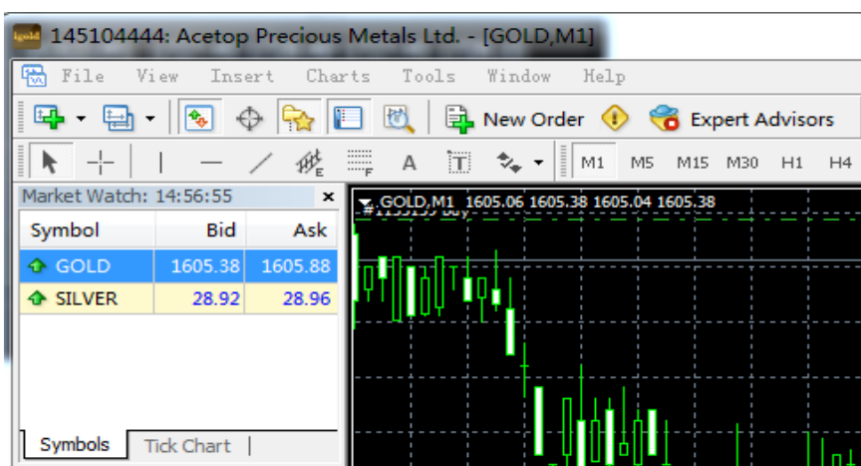 145104444: Acetop Precious Metals Ltd. - [GOLD,M1]
File View Insert Charts Tools Window Help
New Order Expert Advisors
E F A T M1 M5 M15 M30 H1 H4
Market Watch: 14:56:55 x
GOLD,M1 1605.06 1605.38 1605.04 1605.38
Symbol Bid Ask
GOLD 1605.38 1605.88
SILVER 28.92 28.96
Symbols Tick Chart